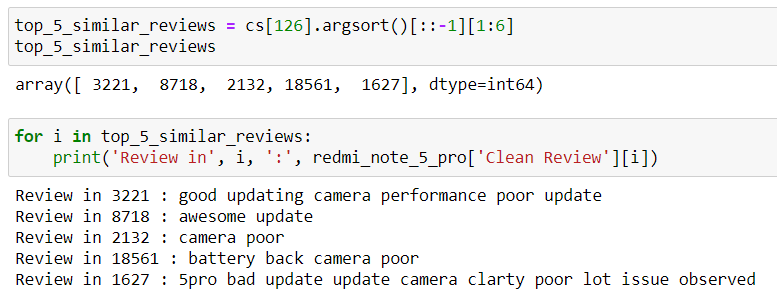 top_5_similar_reviews = cs[126].argsort()[::-1][1:6]
top_5_similar_reviews
array([ 3221,  8718,  2132, 18561,  1627], dtype=int64)
for i in top_5_similar_reviews:
    print('Review in', i, ':', redmi_note_5_pro['Clean Review'][i])
Review in 3221 : good updating camera performance poor update
Review in 8718 : awesome update
Review in 2132 : camera poor
Review in 18561 : battery back camera poor
Review in 1627 : 5pro bad update update camera clarty poor lot issue observed